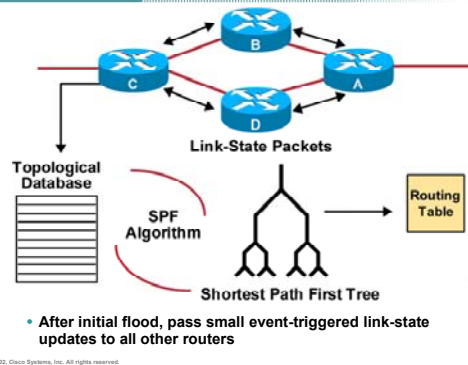 B
C
A
D
Link-State Packets
Topological
Database
SPF
Algorithm
Routing
Table
Shortest Path First Tree
• After initial flood, pass small event-triggered link-state
updates to all other routers
02, Cisco Systems, Inc. All rights reserved.